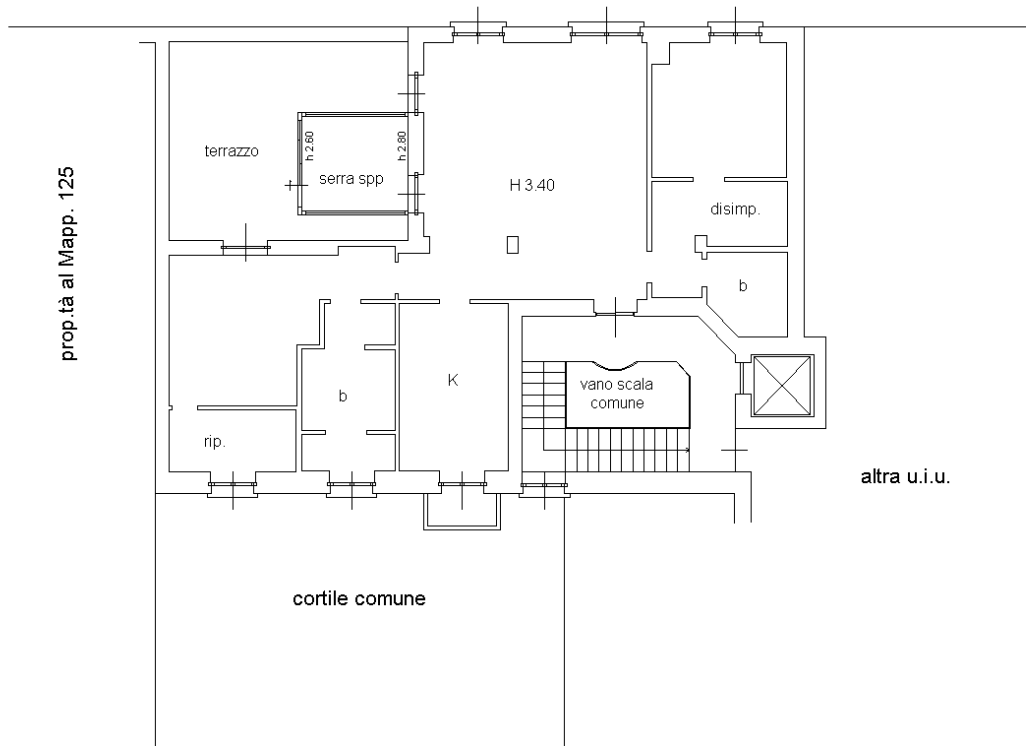 prop.tà al Mapp. 125
terrazzo
h 2.60
serra spp
h 2.80
H 3.40
disimp.
b
K
vano scala
comune
b
rip.
altra u.i.u.
cortile comune